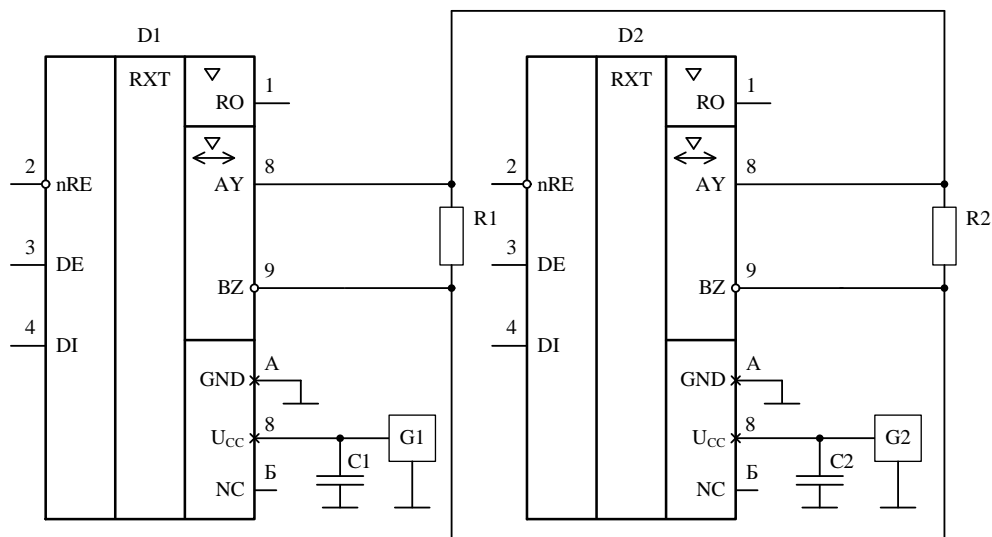 D1
RXT
RO
1
2
nRE
AY
8
R1
3
DE
BZ
9
4
DI
GND
А
UCC
8
G1
C1
NC
Б
D2
RXT
RO
1
2
nRE
AY
8
R2
3
DE
BZ
9
4
DI
GND
А
UCC
8
G2
C2
NC
Б